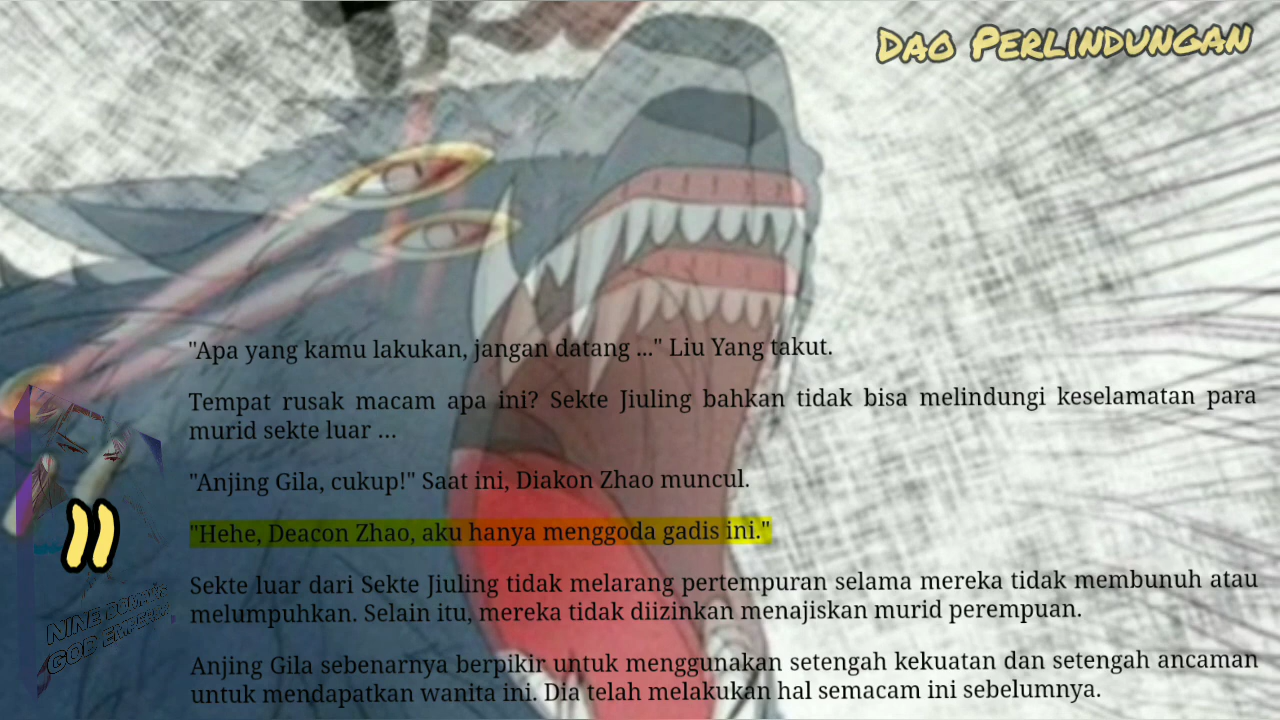 Dao Perlindungan
"Apa yang kamu lakukan, jangan datang ..." Liu Yang takut.
Tempat rusak macam apa ini? Sekte Jiuling bahkan tidak bisa melindungi keselamatan para
murid sekte luar ...
"Anjing Gila, cukup!" Saat ini, Diakon Zhao muncul.
"Hehe, Deacon Zhao, aku hanya menggoda gadis ini."
Sekte luar dari Sekte Jiuling tidak melarang pertempuran selama mereka tidak membunuh atau
melumpuhkan. Selain itu, mereka tidak diizinkan menajiskan murid perempuan.
Anjing Gila sebenarnya berpikir untuk menggunakan setengah kekuatan dan setengah ancaman
untuk mendapatkan wanita ini. Dia telah melakukan hal semacam ini sebelumnya.
NINE
GOD EMPEROR